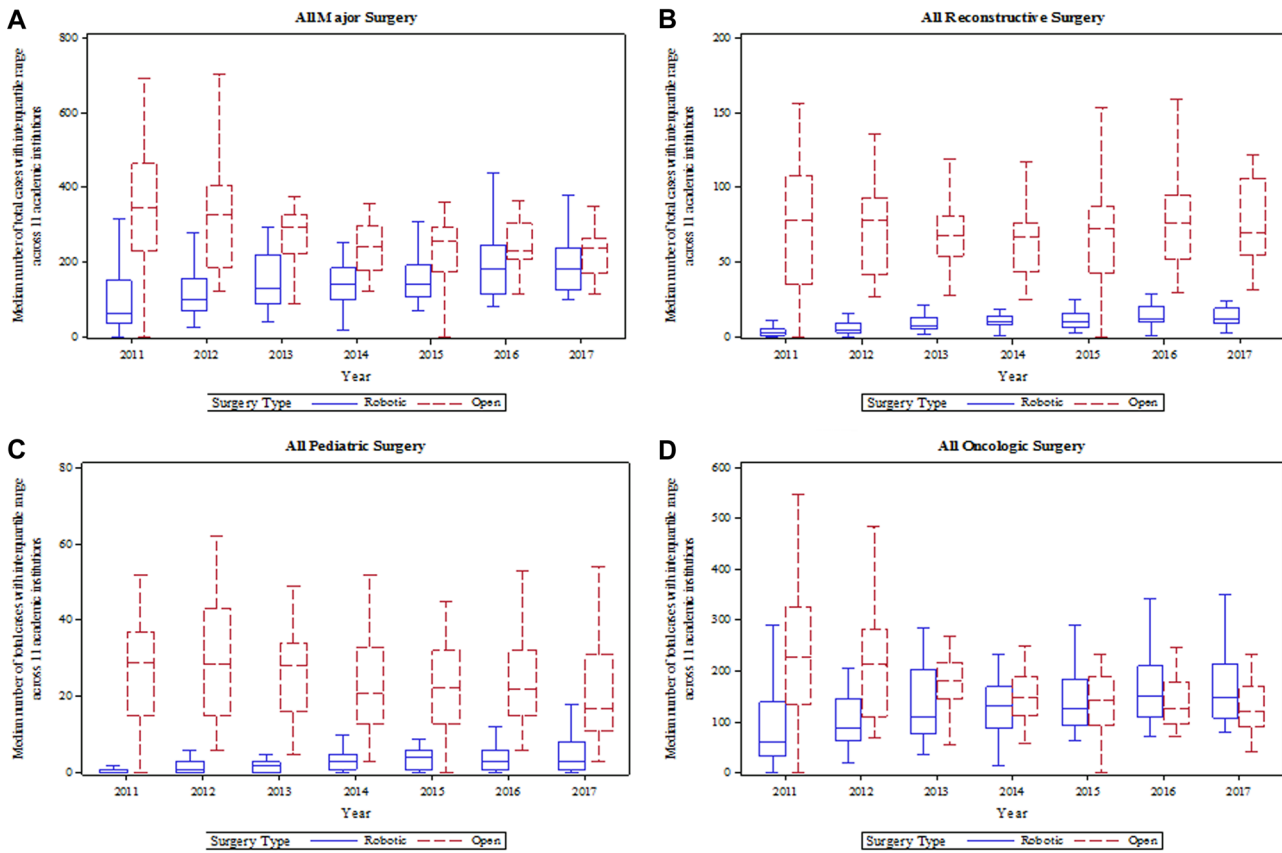 A
All Major Surgery
Median number of total cases with interquartile range
across 11 academic institutions
800
600
400
200
0
2011 2012 2013 2014 2015 2016 2017
Year
Surgery Type Robotic Open
B
All Reconstructive Surgery
Median number of total cases with interquartile range
across 11 academic institutions
200
150
100
50
0
2011 2012 2013 2014 2015 2016 2017
Year
Surgery Type Robotic Open
C
All Pediatric Surgery
Median number of total cases with interquartile range
across 11 academic institutions
80
60
40
20
0
2011 2012 2013 2014 2015 2016 2017
Year
Surgery Type Robotic Open
D
All Oncologic Surgery
Median number of total cases with interquartile range
across 11 academic institutions
600
500
400
300
200
100
0
2011 2012 2013 2014 2015 2016 2017
Year
Surgery Type Robotic Open